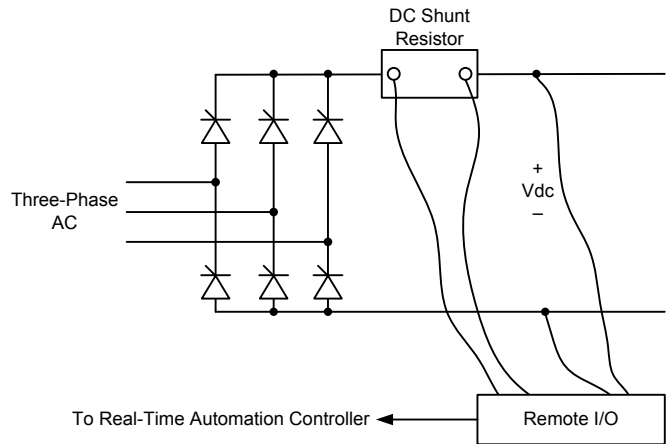 DC Shunt
Resistor
Three-Phase
AC
+
Vdc
–
To Real-Time Automation Controller
Remote I/O